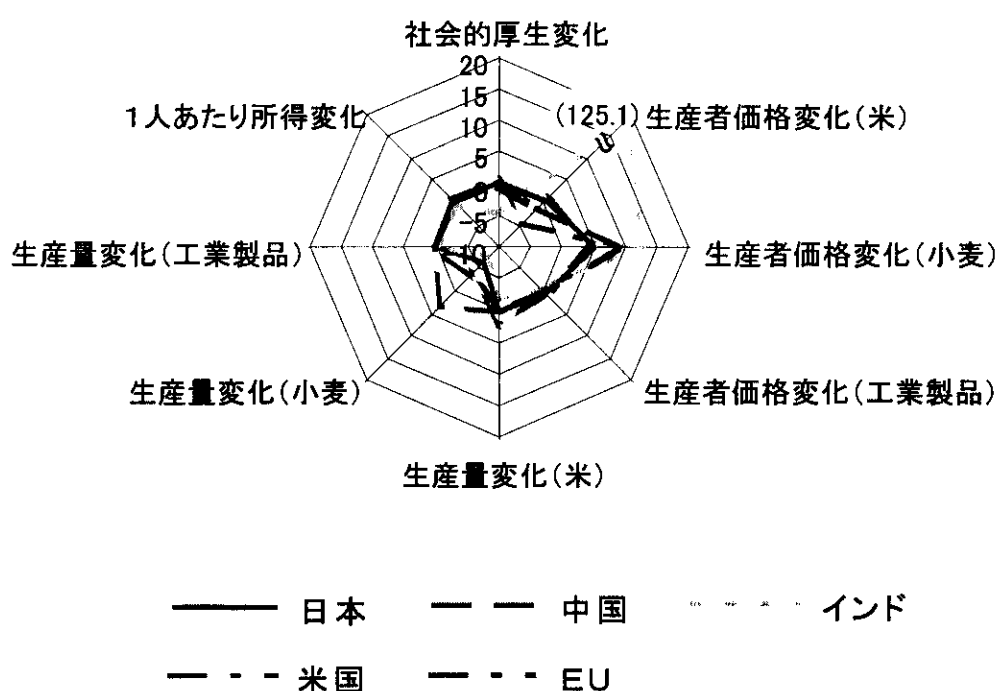 社会的厚生変化
20
1人あたり所得変化
15
(125.1)
生産者価格変化(米)
10
5
0
-5
生産量変化(工業製品)
-10
生産者価格変化(小麦)
生産量変化(小麦)
生産者価格変化(工業製品)
生産量変化(米)
日本 中国 インド
米国 EU